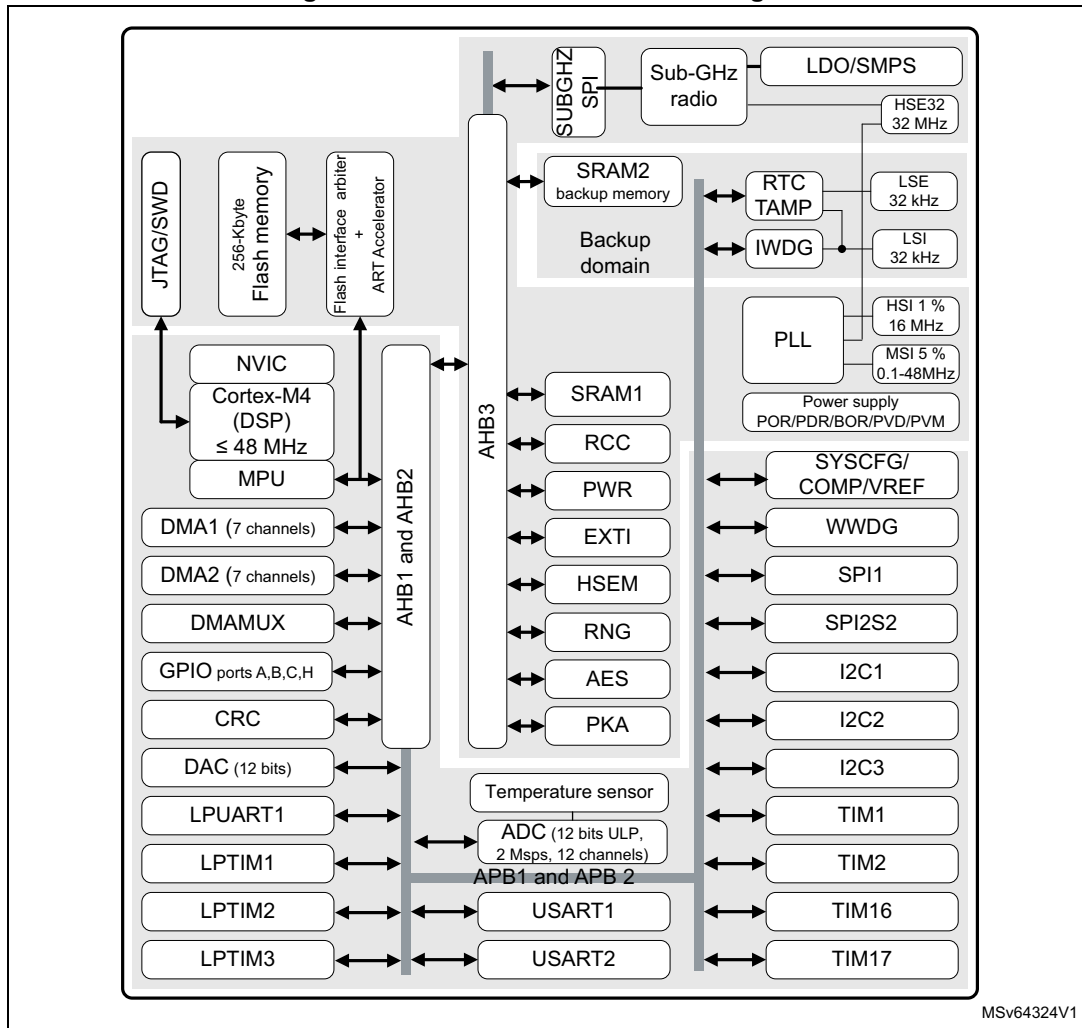 SUBGHZ
SPI
Sub-GHz
radio
LDO/SMPS
HSE32
32 MHz
JTAG/SWD
256-Kbyte
Flash memory
Flash interface arbiter
+
ART Accelerator
AHB3
SRAM2
backup memory
Backup
domain
RTC
TAMP
IWDG
LSE
32 kHz
LSI
32 kHz
PLL
HSI 1 %
16 MHz
MSI 5 %
0.1-48MHz
Power supply
POR/PDR/BOR/PVD/PVM
NVIC
Cortex-M4
(DSP)
≤ 48 MHz
MPU
DMA1 (7 channels)
DMA2 (7 channels)
DMAMUX
GPIO ports A,B,C,H
CRC
DAC (12 bits)
LPUART1
LPTIM1
LPTIM2
LPTIM3
AHB1 and AHB2
SRAM1
RCC
PWR
EXTI
HSEM
RNG
AES
PKA
Temperature sensor
ADC (12 bits ULP,
2 Msps, 12 channels)
APB1 and APB 2
USART1
USART2
SYSCFG/
COMP/VREF
WWDG
SPI1
SPI2S2
I2C1
I2C2
I2C3
TIM1
TIM2
TIM16
TIM17
MSv64324V1